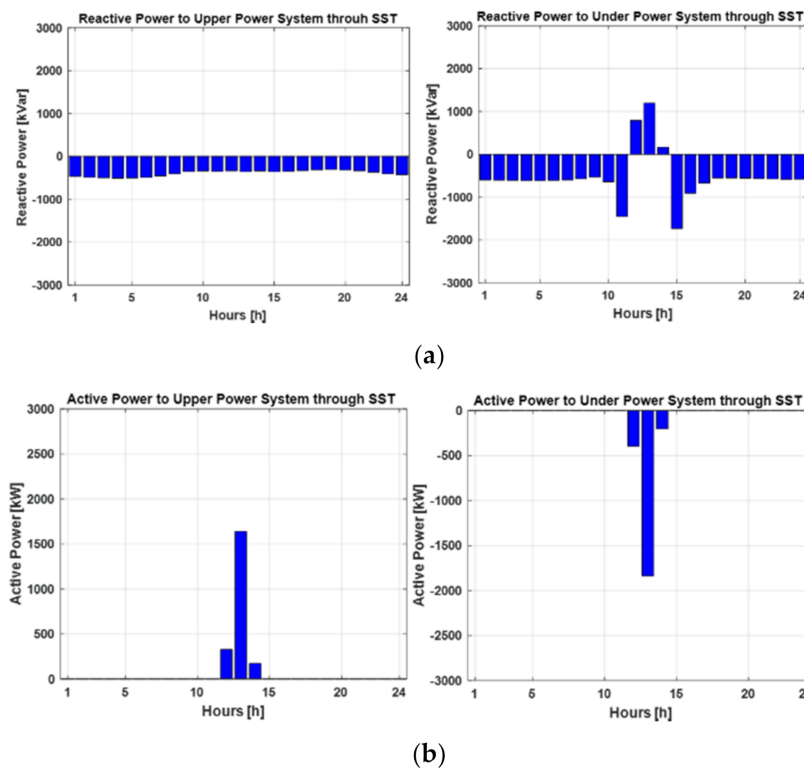 Reactive Power to Upper Power System throuh SST
3000
2000
1000
0
-1000
-2000
-3000
Reactive Power [kVar]
1 5 10 15 20 24
Hours [h]
Reactive Power to Under Power System through SST
3000
2000
1000
0
-1000
-2000
-3000
Reactive Power [kVar]
1 5 10 15 20 24
Hours [h]
(a)
Active Power to Upper Power System through SST
3000
2500
2000
1500
1000
500
0
Active Power [kW]
1 5 10 15 20 24
Hours [h]
Active Power to Under Power System through SST
0
-500
-1000
-1500
-2000
-2500
-3000
Active Power [kW]
1 5 10 15 20 2
Hours [h]
(b)